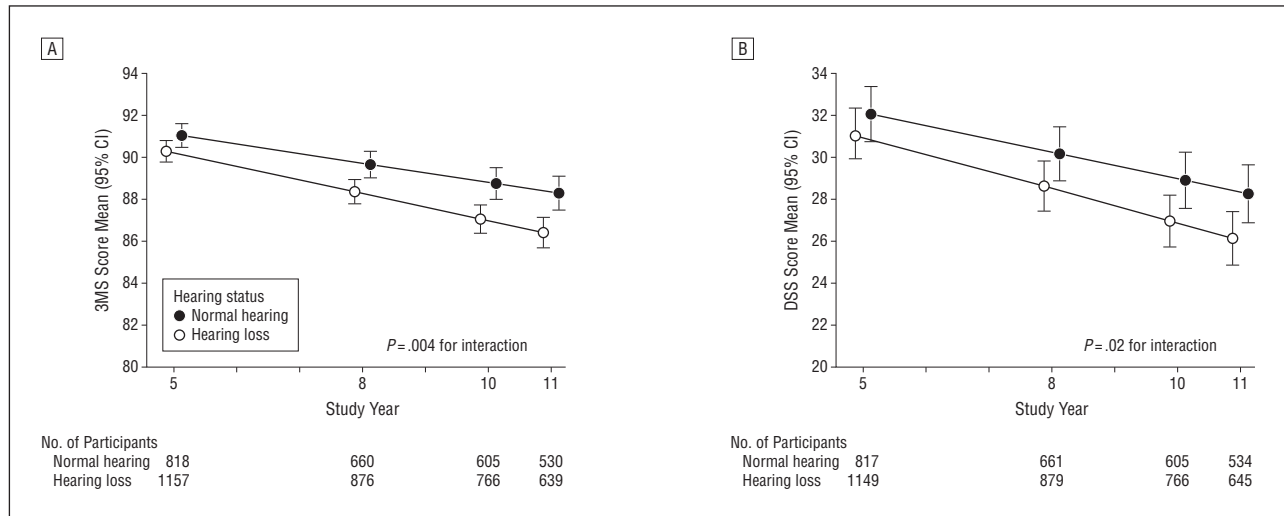 A
94
92
90
88
86
84
82
80
3MS Score Mean (95% CI)
Hearing status
Normal hearing
Hearing loss
P = .004 for interaction
5 8 10 11
Study Year
No. of Participants
Normal hearing 818 660 605 530
Hearing loss 1157 876 766 639
B
34
32
30
28
26
24
22
20
DSS Score Mean (95% CI)
P = .02 for interaction
5 8 10 11
Study Year
No. of Participants
Normal hearing 817 661 605 534
Hearing loss 1149 879 766 645